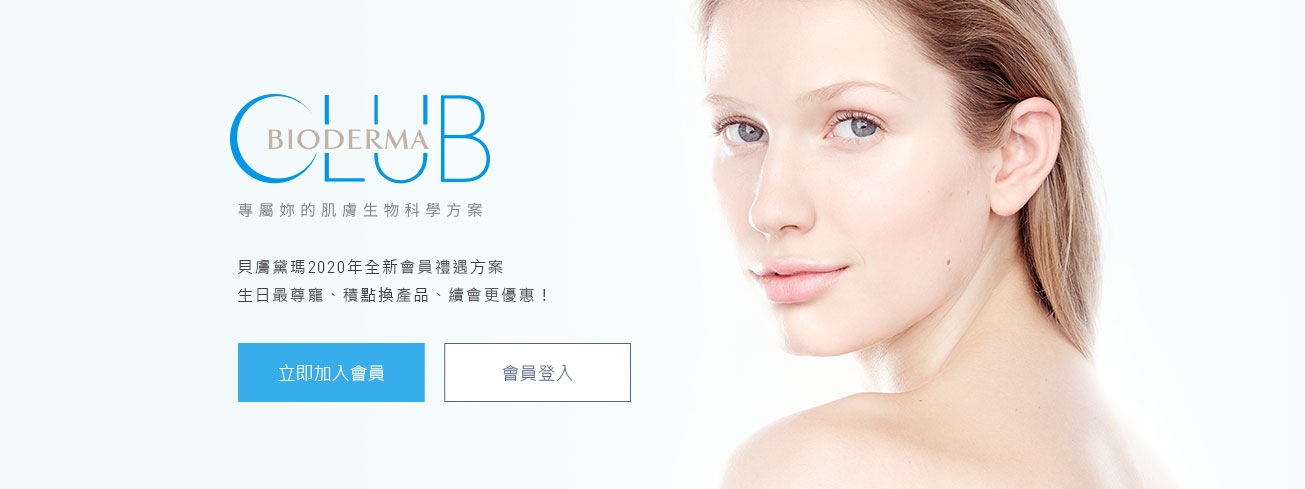 CLUB
BIODERMA
專屬妳的肌膚生物科學方案
貝膚黛瑪2020年全新會員禮遇方案
生日最尊寵、積點換產品、續會更優惠！
立即加入會員
會員登入